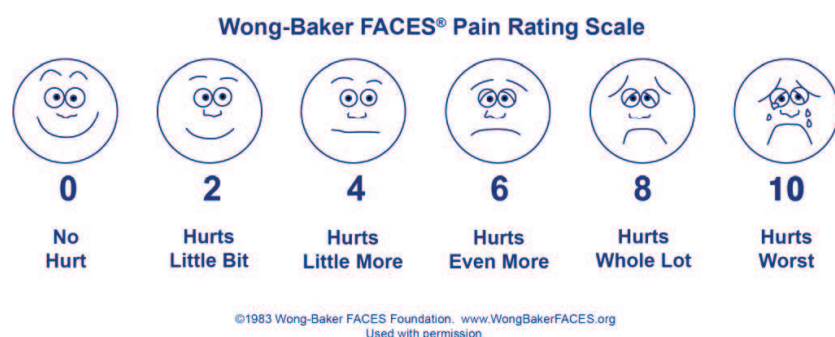 Wong-Baker FACES® Pain Rating Scale
0 2 4 6 8 10
No Hurts Hurts Hurts Hurts Hurts
Hurt Little Bit Little More Even More Whole Lot Worst
©1983 Wong-Baker FACES Foundation. www.WongBakerFACES.org
Used with permission